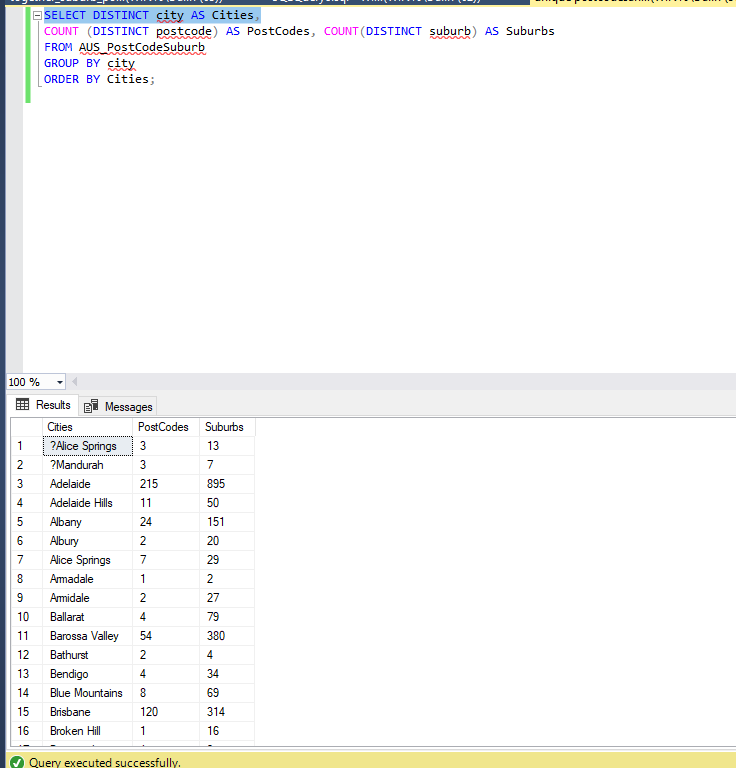 SELECT DISTINCT city AS Cities,
COUNT (DISTINCT postcode) AS PostCodes, COUNT(DISTINCT suburb) AS Suburbs
FROM AUS_PostCodeSuburb
GROUP BY city
ORDER BY Cities;
100 %
Results Messages
Cities PostCodes Suburbs
1 ?Alice Springs 3 13
2 ?Mandurah 3 7
3 Adelaide 215 895
4 Adelaide Hills 11 50
5 Albany 24 151
6 Albury 2 20
7 Alice Springs 7 29
8 Armadale 1 2
9 Armidale 2 27
10 Ballarat 4 79
11 Barossa Valley 54 380
12 Bathurst 2 4
13 Bendigo 4 34
14 Blue Mountains 8 69
15 Brisbane 120 314
16 Broken Hill 1 16
Query executed successfully.